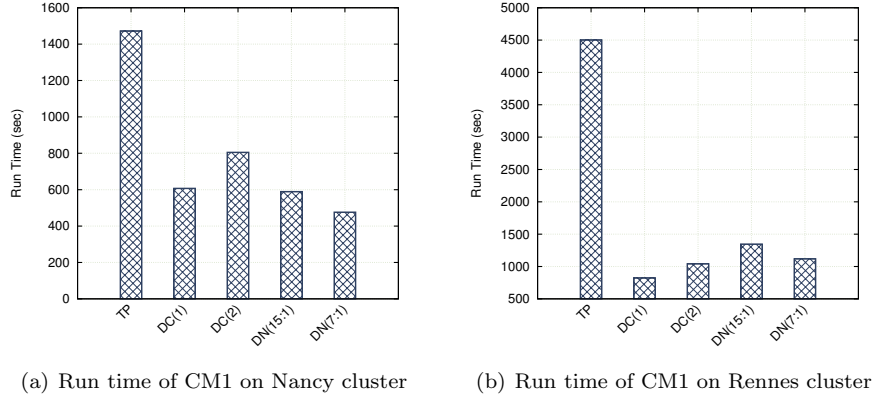 1600
1400
1200
1000
800
600
400
200
0
Run Time (sec)
TP
DC(1)
DC(2)
DN(15:1)
DN(7:1)
(a) Run time of CM1 on Nancy cluster
5000
4500
4000
3500
3000
2500
2000
1500
1000
500
Run Time (sec)
TP
DC(1)
DC(2)
DN(15:1)
DN(7:1)
(b) Run time of CM1 on Rennes cluster